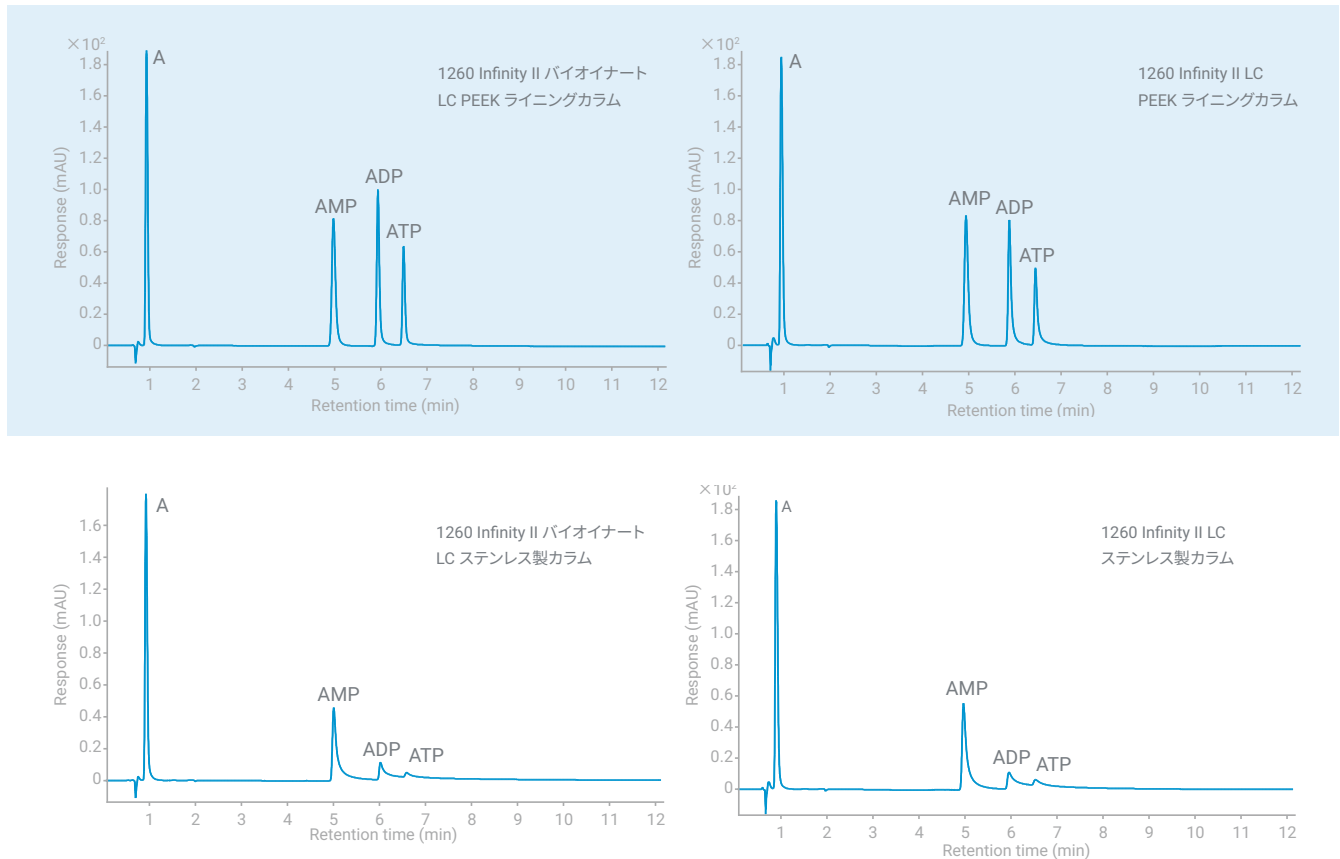 ×10²
A
1260 Infinity II バイオイナート
LC PEEK ライニングカラム
AMP
ADP
ATP
Response (mAU)
1.8
1.6
1.4
1.2
1.0
0.8
0.6
0.4
0.2
0
1 2 3 4 5 6 7 8 9 10 11 12
Retention time (min)
×10²
A
1260 Infinity II LC
PEEK ライニングカラム
AMP
ADP
ATP
Response (mAU)
1.8
1.6
1.4
1.2
1.0
0.8
0.6
0.4
0.2
0
1 2 3 4 5 6 7 8 9 10 11 12
Retention time (min)
A
1260 Infinity II バイオイナート
LC ステンレス製カラム
AMP
ADP
ATP
Response (mAU)
1.6
1.4
1.2
1.0
0.8
0.6
0.4
0.2
0
1 2 3 4 5 6 7 8 9 10 11 12
Retention time (min)
×10²
A
1260 Infinity II LC
ステンレス製カラム
AMP
ADP
ATP
Response (mAU)
1.8
1.6
1.4
1.2
1.0
0.8
0.6
0.4
0.2
0
1 2 3 4 5 6 7 8 9 10 11 12
Retention time (min)